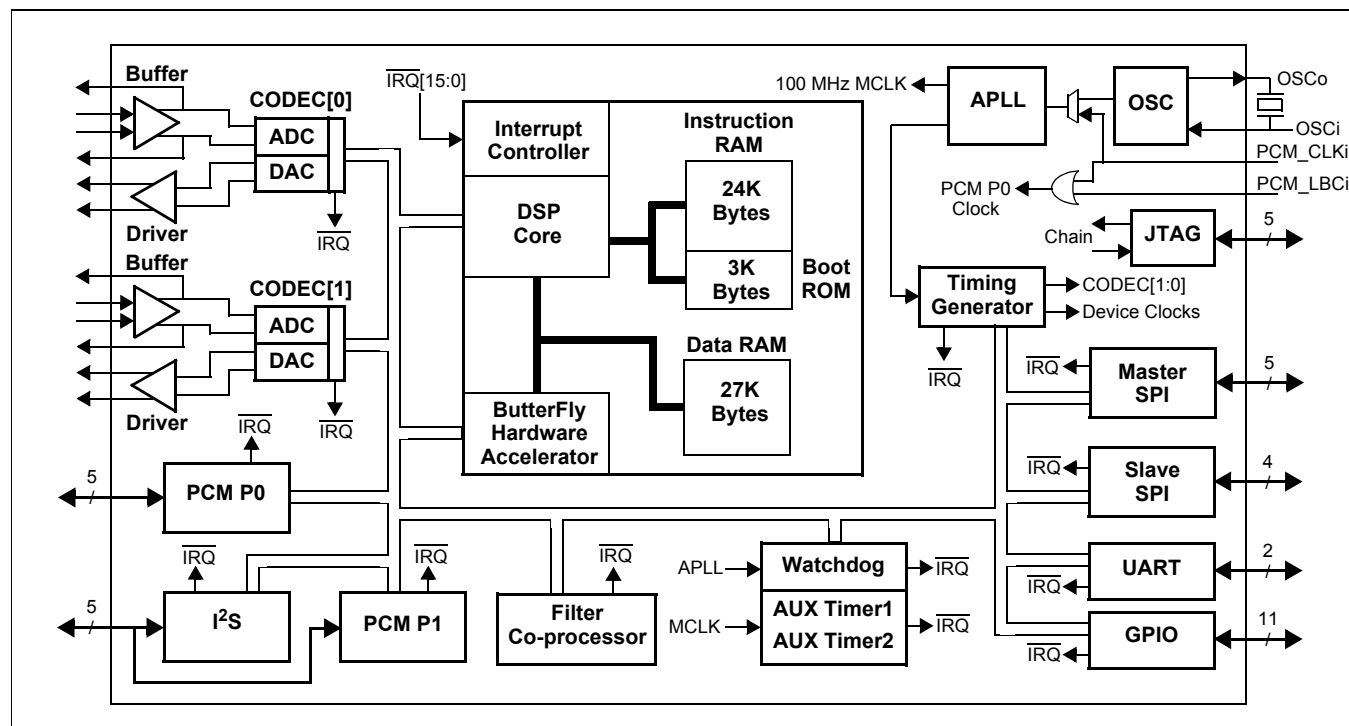 Buffer
CODEC[0]
ADC
DAC
Driver
IRQ
Buffer
CODEC[1]
ADC
DAC
Driver
IRQ
IRQ[15:0]
Interrupt
Controller
DSP
Core
ButterFly
Hardware
Accelerator
Instruction
RAM
24K
Bytes
3K
Bytes
Boot
ROM
Data RAM
27K
Bytes
100 MHz MCLK
APLL
OSC
OSCo
OSCi
PCM_CLKi
PCM_LBCi
PCM P0
Clock
Chain
JTAG
5
Timing
Generator
CODEC[1:0]
Device Clocks
IRQ
IRQ
Master
SPI
5
IRQ
Slave
SPI
4
IRQ
UART
2
IRQ
GPIO
11
5
IRQ
PCM P0
5
IRQ
I²S
IRQ
PCM P1
IRQ
Filter
Co-processor
APLL
Watchdog
IRQ
MCLK
AUX Timer1
AUX Timer2
IRQ